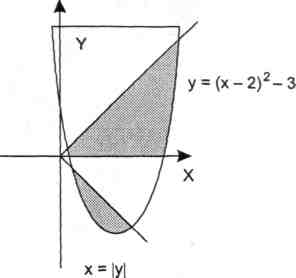 Y
y = (x – 2)² – 3
X
x = |y|